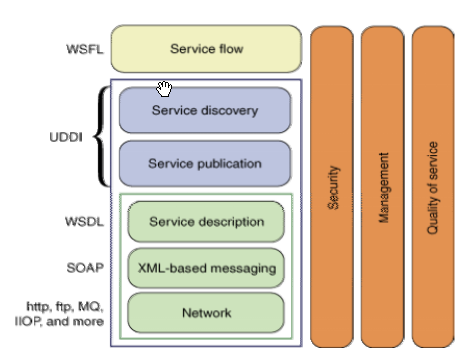 WSFL
Service flow
Service discovery
UDDI
Service publication
WSDL
Service description
SOAP
XML-based messaging
http, ftp, MQ,
IIOP, and more
Network
Security
Management
Quality of service